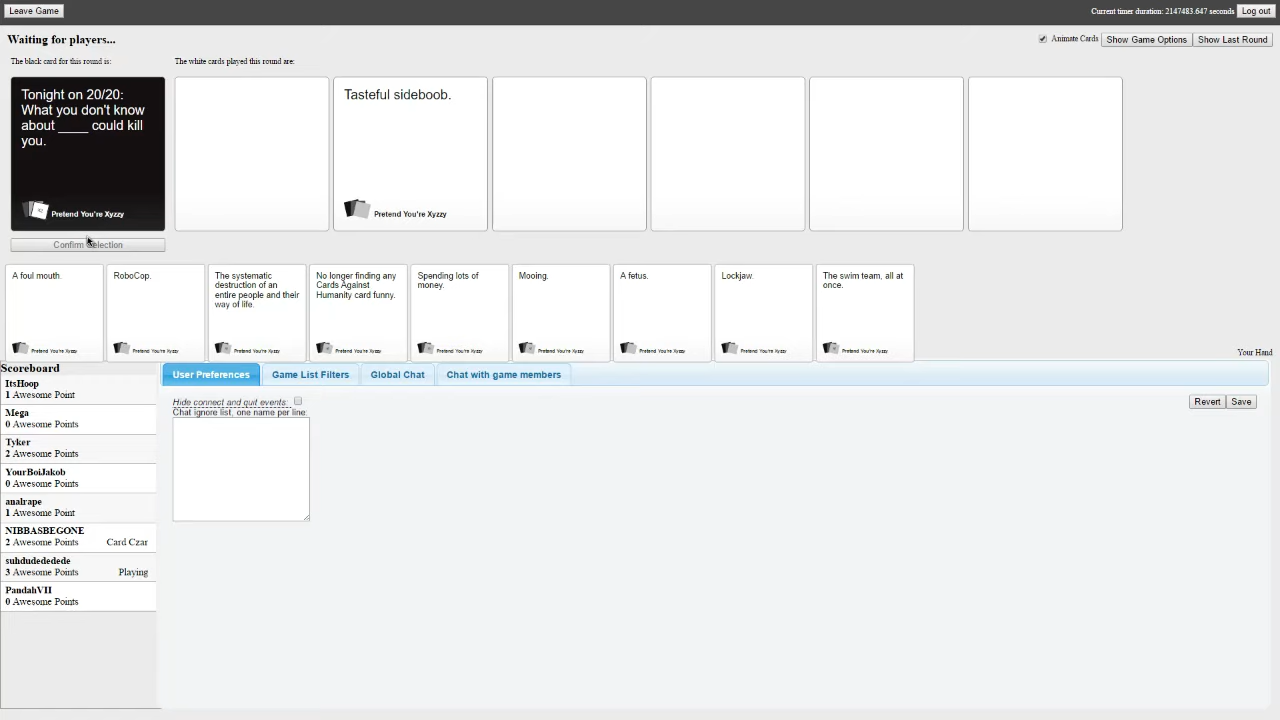 Leave Game
Current timer duration: 2147483.647 seconds
Log out
Waiting for players...
Animate Cards
Show Game Options
Show Last Round
The black card for this round is:
The white cards played this round are:
Tonight on 20/20:
What you don't know
about ____ could kill
you.
Pretend You're Xyzzy
Tasteful sideboob.
Pretend You're Xyzzy
Confirm Selection
A foul mouth.
Pretend You're Xyzzy
RoboCop.
Pretend You're Xyzzy
The systematic
destruction of an
entire people and their
way of life.
Pretend You're Xyzzy
No longer finding any
Cards Against
Humanity card funny.
Pretend You're Xyzzy
Spending lots of
money.
Pretend You're Xyzzy
Mooing.
Pretend You're Xyzzy
A fetus.
Pretend You're Xyzzy
Lockjaw.
Pretend You're Xyzzy
The swim team, all at
once.
Pretend You're Xyzzy
Your Hand
Scoreboard
ItsHoop
1 Awesome Point
Mega
0 Awesome Points
Tyker
2 Awesome Points
YourBoiJakob
0 Awesome Points
analrape
1 Awesome Point
NIBBASBEGONE
2 Awesome Points Card Czar
suhdudededede
3 Awesome Points Playing
PandahVII
0 Awesome Points
User Preferences
Game List Filters
Global Chat
Chat with game members
Hide connect and quit events:
Chat ignore list, one name per line:
Revert
Save